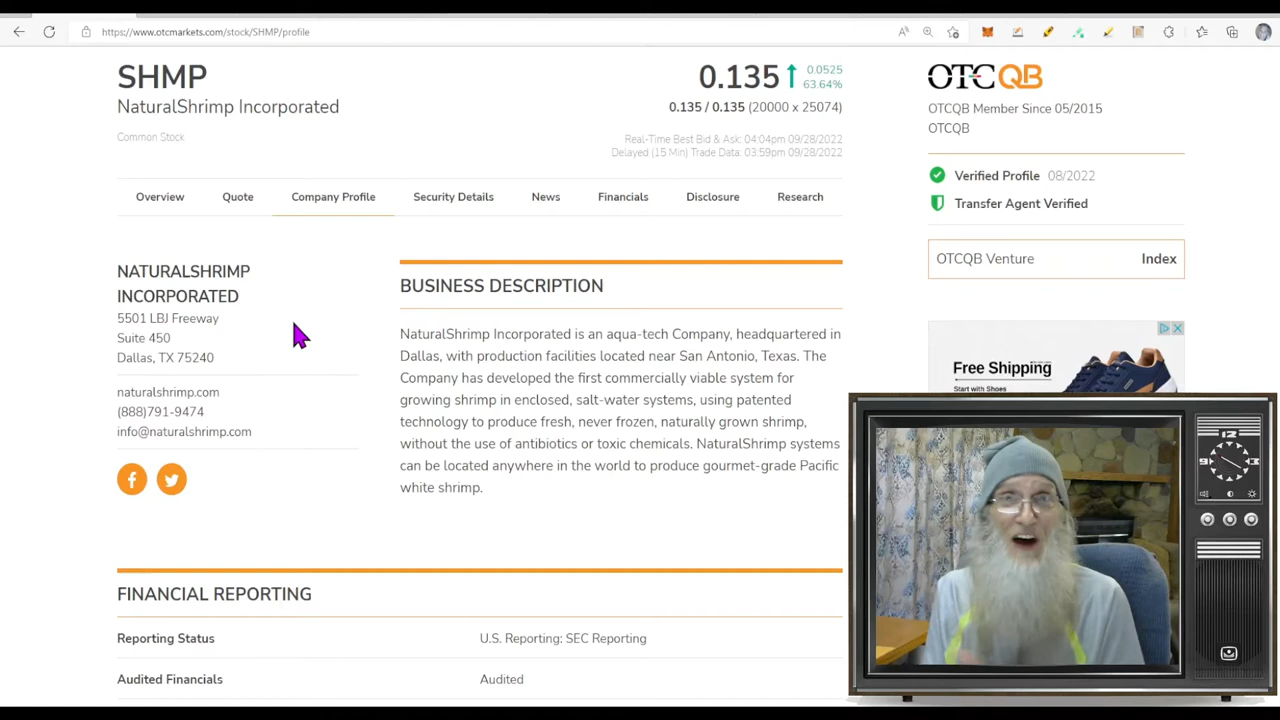 https://www.otcmarkets.com/stock/SHMP/profile
SHMP
0.135 0.0525
63.64%
NaturalShrimp Incorporated
0.135 / 0.135 (20000 x 25074)
Common Stock
Real-Time Best Bid & Ask: 04:04pm 09/28/2022
Delayed (15 Min) Trade Data: 03:59pm 09/28/2022
OTCQB
OTCQB Member Since 05/2015
OTCQB
Verified Profile 08/2022
Transfer Agent Verified
OTCQB Venture Index
Overview Quote Company Profile Security Details News Financials Disclosure Research
NATURALSHRIMP
INCORPORATED
5501 LBJ Freeway
Suite 450
Dallas, TX 75240
naturalshrimp.com
(888)791-9474
info@naturalshrimp.com
BUSINESS DESCRIPTION
NaturalShrimp Incorporated is an aqua-tech Company, headquartered in
Dallas, with production facilities located near San Antonio, Texas. The
Company has developed the first commercially viable system for
growing shrimp in enclosed, salt-water systems, using patented
technology to produce fresh, never frozen, naturally grown shrimp,
without the use of antibiotics or toxic chemicals. NaturalShrimp systems
can be located anywhere in the world to produce gourmet-grade Pacific
white shrimp.
Free Shipping
Start with Shoes
12
9 3
FINANCIAL REPORTING
Reporting Status U.S. Reporting: SEC Reporting
Audited Financials Audited